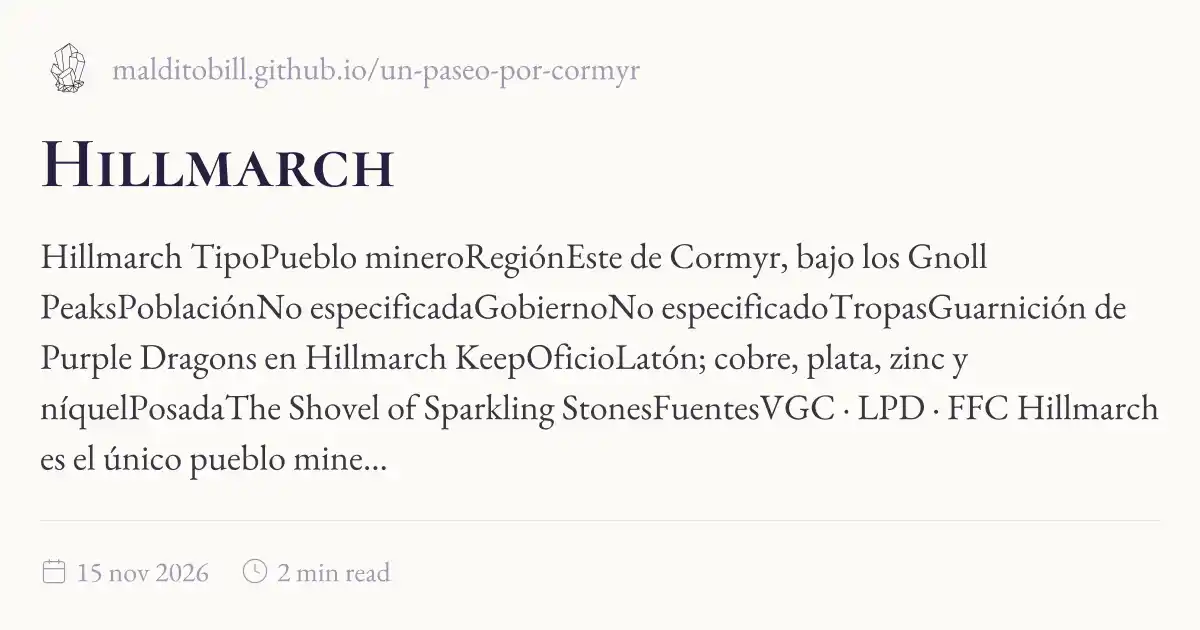 malditobill.github.io/un-paseo-por-cormyr
Hillmarch
Hillmarch TipoPueblo mineroRegiónEste de Cormyr, bajo los Gnoll
PeaksPoblaciónNo especificadaGobiernoNo especificadoTropasGuarnición de
Purple Dragons en Hillmarch KeepOficioLatón; cobre, plata, zinc y
níquelPosadaThe Shovel of Sparkling StonesFuentesVGC · LPD · FFC Hillmarch
es el único pueblo mine...
15 nov 2026 2 min read